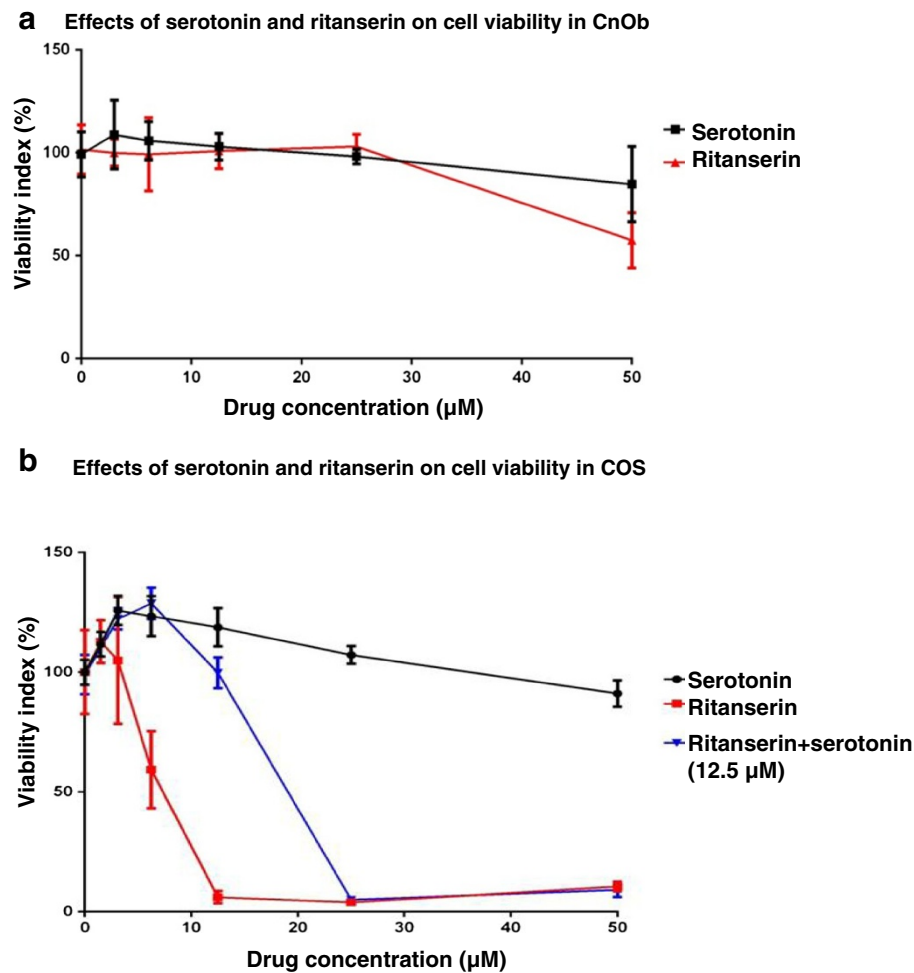 a Effects of serotonin and ritanserin on cell viability in CnOb
150
100
50
0
Viability index (%)
0 10 20 30 40 50
Drug concentration (µM)
Serotonin
Ritanserin
b Effects of serotonin and ritanserin on cell viability in COS
150
100
50
0
Viability index (%)
0 10 20 30 40 50
Drug concentration (µM)
Serotonin
Ritanserin
Ritanserin+serotonin
(12.5 µM)